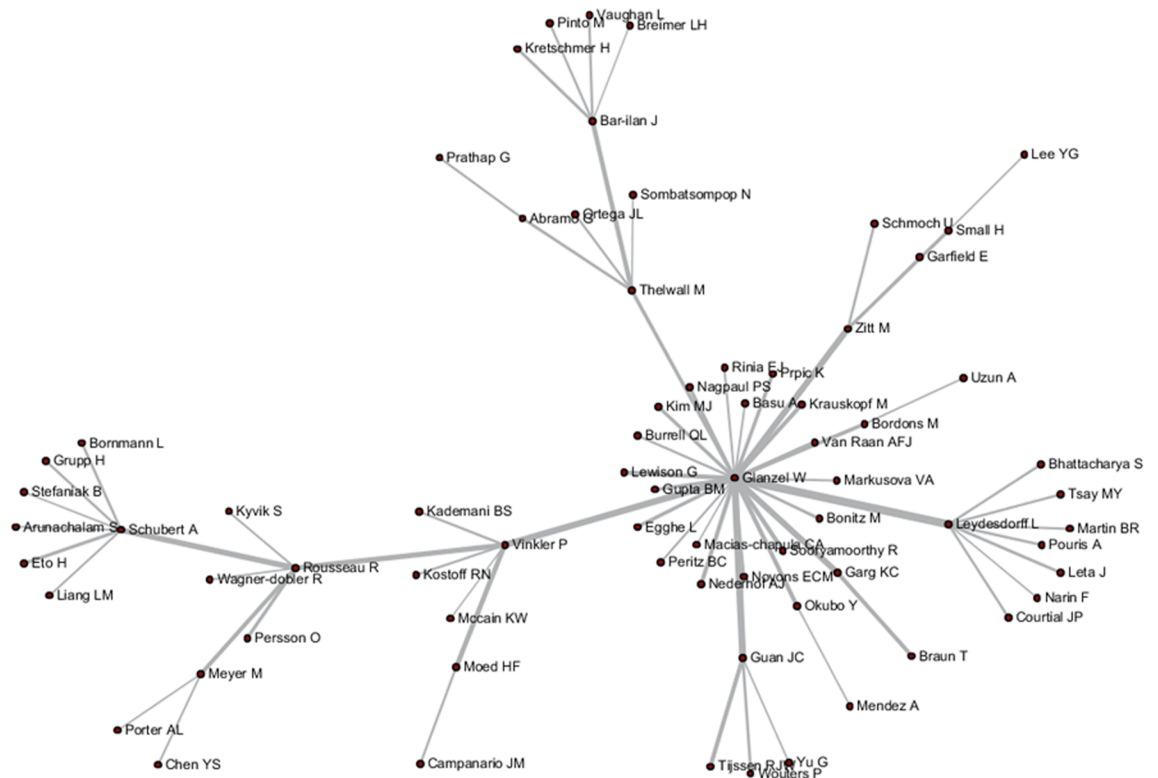 Vaughan L
Pinto M
Breimer LH
Kretschmer H
Bar-ilan J
Prathap G
Lee YG
Sombatsompop N
Ortega JL
Abramo G
Schmoch U
Small H
Garfield E
Thelwall M
Zitt M
Rinia EJ
Prpic K
Uzun A
Nagpaul PS
Kim MJ
Basu A
Krauskopf M
Bordons M
Burrell QL
Van Raan AFJ
Bornmann L
Grupp H
Bhattacharya S
Lewison G
Glanzel W
Markusova VA
Stefaniak B
Gupta BM
Tsay MY
Kyvik S
Kademani BS
Bonitz M
Arunachalam S
Schubert A
Egghe L
Leydesdorff L
Martin BR
Vinkler P
Macias-chapula CA
Pouris A
Sooryamoorthy R
Eto H
Rousseau R
Peritz BC
Wagner-dobler R
Kostoff RN
Noyons ECM
Garg KC
Leta J
Nederhof AJ
Liang LM
Narin F
Okubo Y
Mccain KW
Courtial JP
Persson O
Guan JC
Braun T
Moed HF
Meyer M
Mendez A
Porter AL
Chen YS
Campanario JM
Tijssen RJW
Yu G
Wouters P